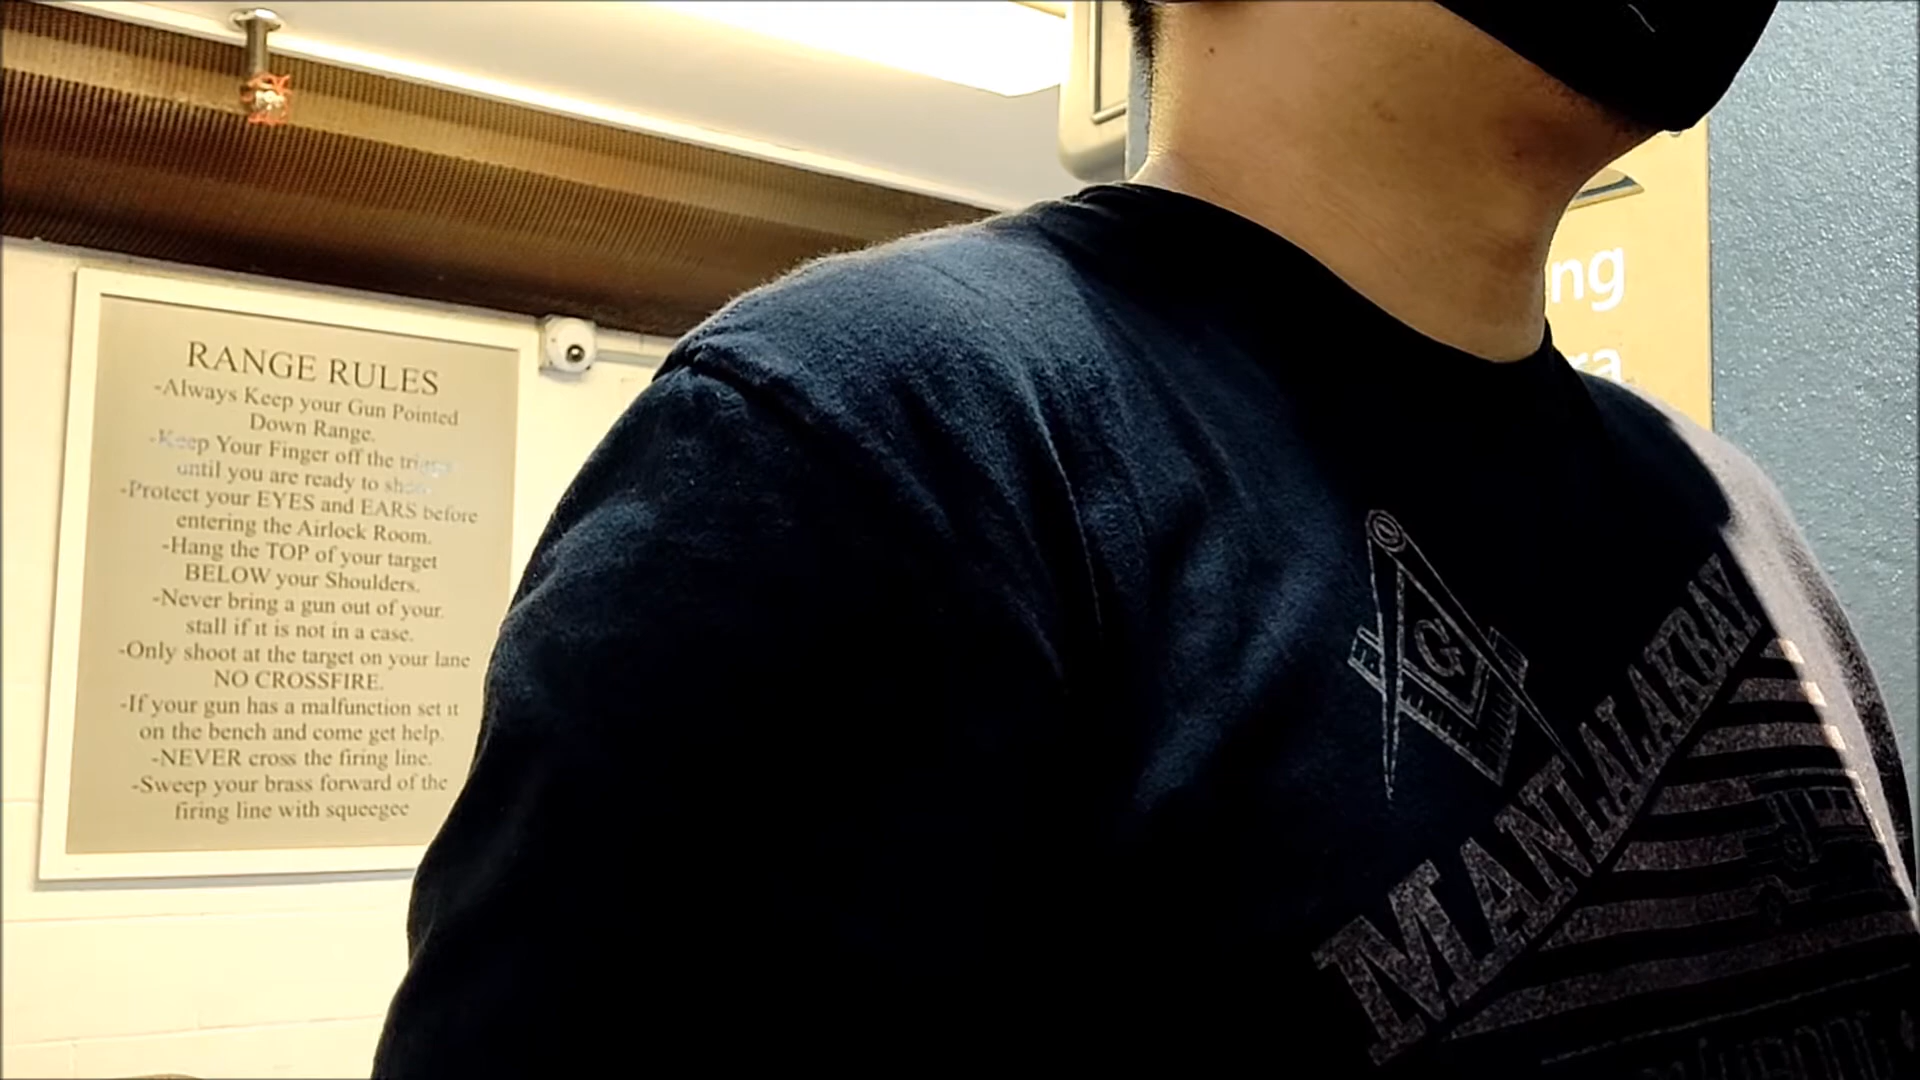 RANGE RULES
-Always Keep your Gun Pointed
Down Range.
-Keep Your Finger off the trigger
until you are ready to
-Protect your EYES and EARS before
entering the Airlock Room.
-Hang the TOP of your target
BELOW your Shoulders.
-Never bring a gun out of your.
stall if it is not in a case.
-Only shoot at the target on your lane
NO CROSSFIRE.
-If your gun has a malfunction set it
on the bench and come get help.
-NEVER cross the firing line.
-Sweep your brass forward of the
firing line with squeegee
ng
ra
G
MANTALAKBAY